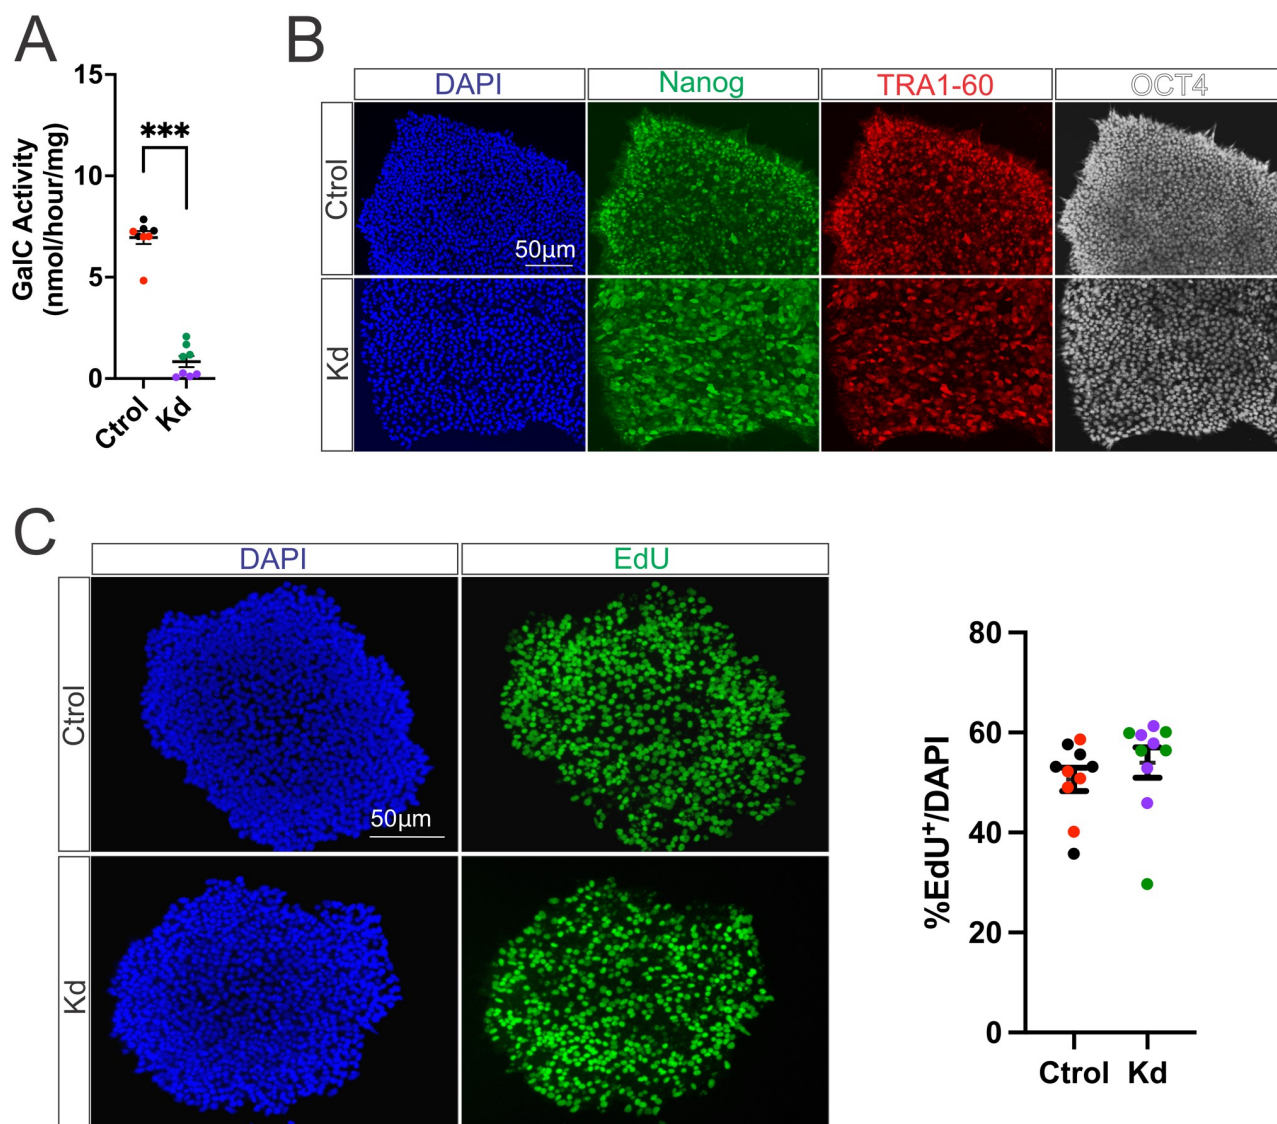 A
15
10
5
0
GalC Activity
(nmol/hour/mg)
***
Ctrol
Kd
B
DAPI
Nanog
TRA1-60
OCT4
Ctrol
50µm
Kd
C
DAPI
EdU
Ctrol
50µm
Kd
80
60
40
20
0
%EdU⁺/DAPI
Ctrol Kd